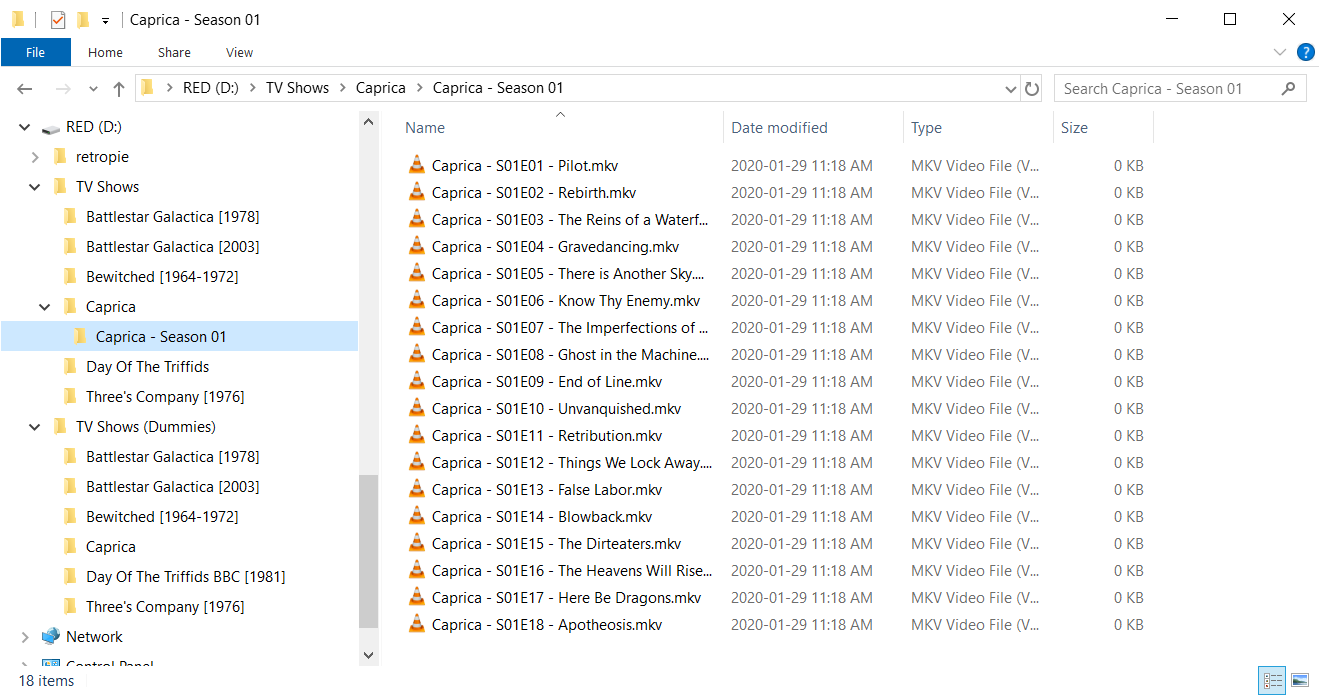 Caprica - Season 01
File Home Share View
RED (D:) TV Shows Caprica Caprica - Season 01 Search Caprica - Season 01
RED (D:)
retropie
TV Shows
Battlestar Galactica [1978]
Battlestar Galactica [2003]
Bewitched [1964-1972]
Caprica
Caprica - Season 01
Day Of The Triffids
Three's Company [1976]
TV Shows (Dummies)
Battlestar Galactica [1978]
Battlestar Galactica [2003]
Bewitched [1964-1972]
Caprica
Day Of The Triffids BBC [1981]
Three's Company [1976]
Network
Control Panel
Name Date modified Type Size
Caprica - S01E01 - Pilot.mkv 2020-01-29 11:18 AM MKV Video File (V... 0 KB
Caprica - S01E02 - Rebirth.mkv 2020-01-29 11:18 AM MKV Video File (V... 0 KB
Caprica - S01E03 - The Reins of a Waterf... 2020-01-29 11:18 AM MKV Video File (V... 0 KB
Caprica - S01E04 - Gravedancing.mkv 2020-01-29 11:18 AM MKV Video File (V... 0 KB
Caprica - S01E05 - There is Another Sky.... 2020-01-29 11:18 AM MKV Video File (V... 0 KB
Caprica - S01E06 - Know Thy Enemy.mkv 2020-01-29 11:18 AM MKV Video File (V... 0 KB
Caprica - S01E07 - The Imperfections of ... 2020-01-29 11:18 AM MKV Video File (V... 0 KB
Caprica - S01E08 - Ghost in the Machine.... 2020-01-29 11:18 AM MKV Video File (V... 0 KB
Caprica - S01E09 - End of Line.mkv 2020-01-29 11:18 AM MKV Video File (V... 0 KB
Caprica - S01E10 - Unvanquished.mkv 2020-01-29 11:18 AM MKV Video File (V... 0 KB
Caprica - S01E11 - Retribution.mkv 2020-01-29 11:18 AM MKV Video File (V... 0 KB
Caprica - S01E12 - Things We Lock Away.... 2020-01-29 11:18 AM MKV Video File (V... 0 KB
Caprica - S01E13 - False Labor.mkv 2020-01-29 11:18 AM MKV Video File (V... 0 KB
Caprica - S01E14 - Blowback.mkv 2020-01-29 11:18 AM MKV Video File (V... 0 KB
Caprica - S01E15 - The Dirteaters.mkv 2020-01-29 11:18 AM MKV Video File (V... 0 KB
Caprica - S01E16 - The Heavens Will Rise... 2020-01-29 11:18 AM MKV Video File (V... 0 KB
Caprica - S01E17 - Here Be Dragons.mkv 2020-01-29 11:18 AM MKV Video File (V... 0 KB
Caprica - S01E18 - Apotheosis.mkv 2020-01-29 11:18 AM MKV Video File (V... 0 KB
18 items